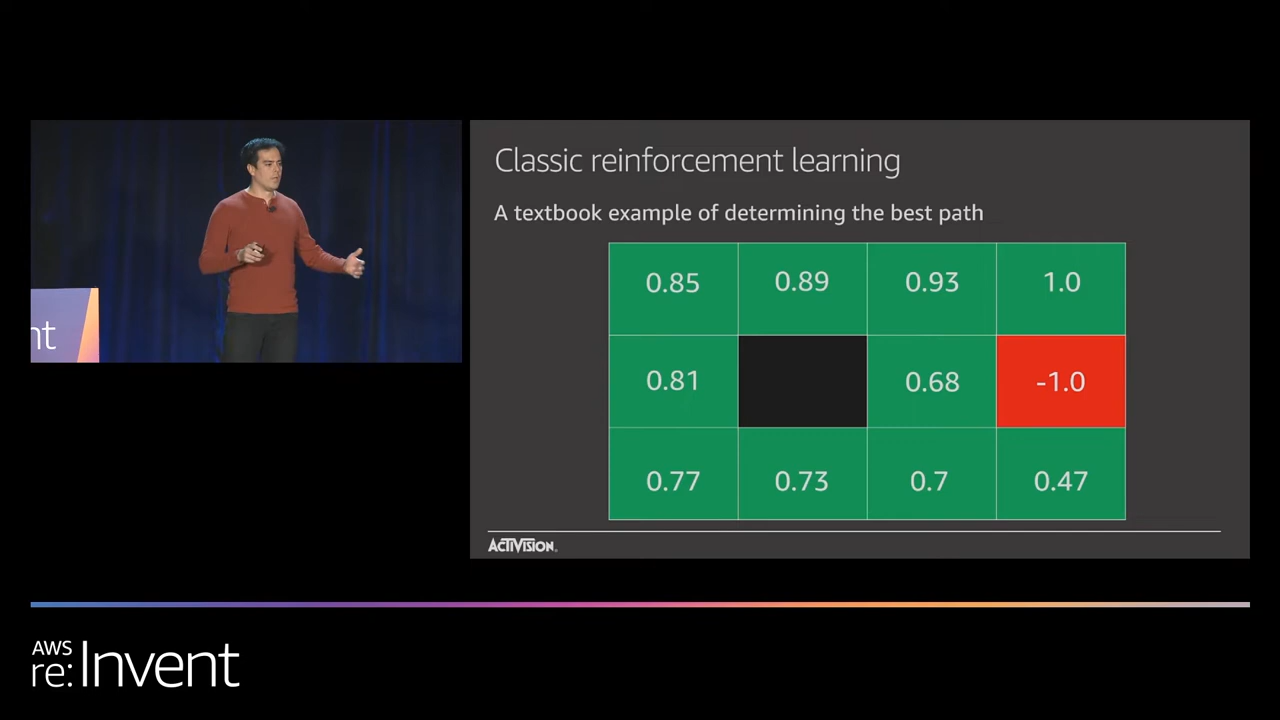 Classic reinforcement learning
A textbook example of determining the best path
0.85 0.89 0.93 1.0
0.81 0.68 -1.0
0.77 0.73 0.7 0.47
ACTIVISION
nt
AWS
re:Invent